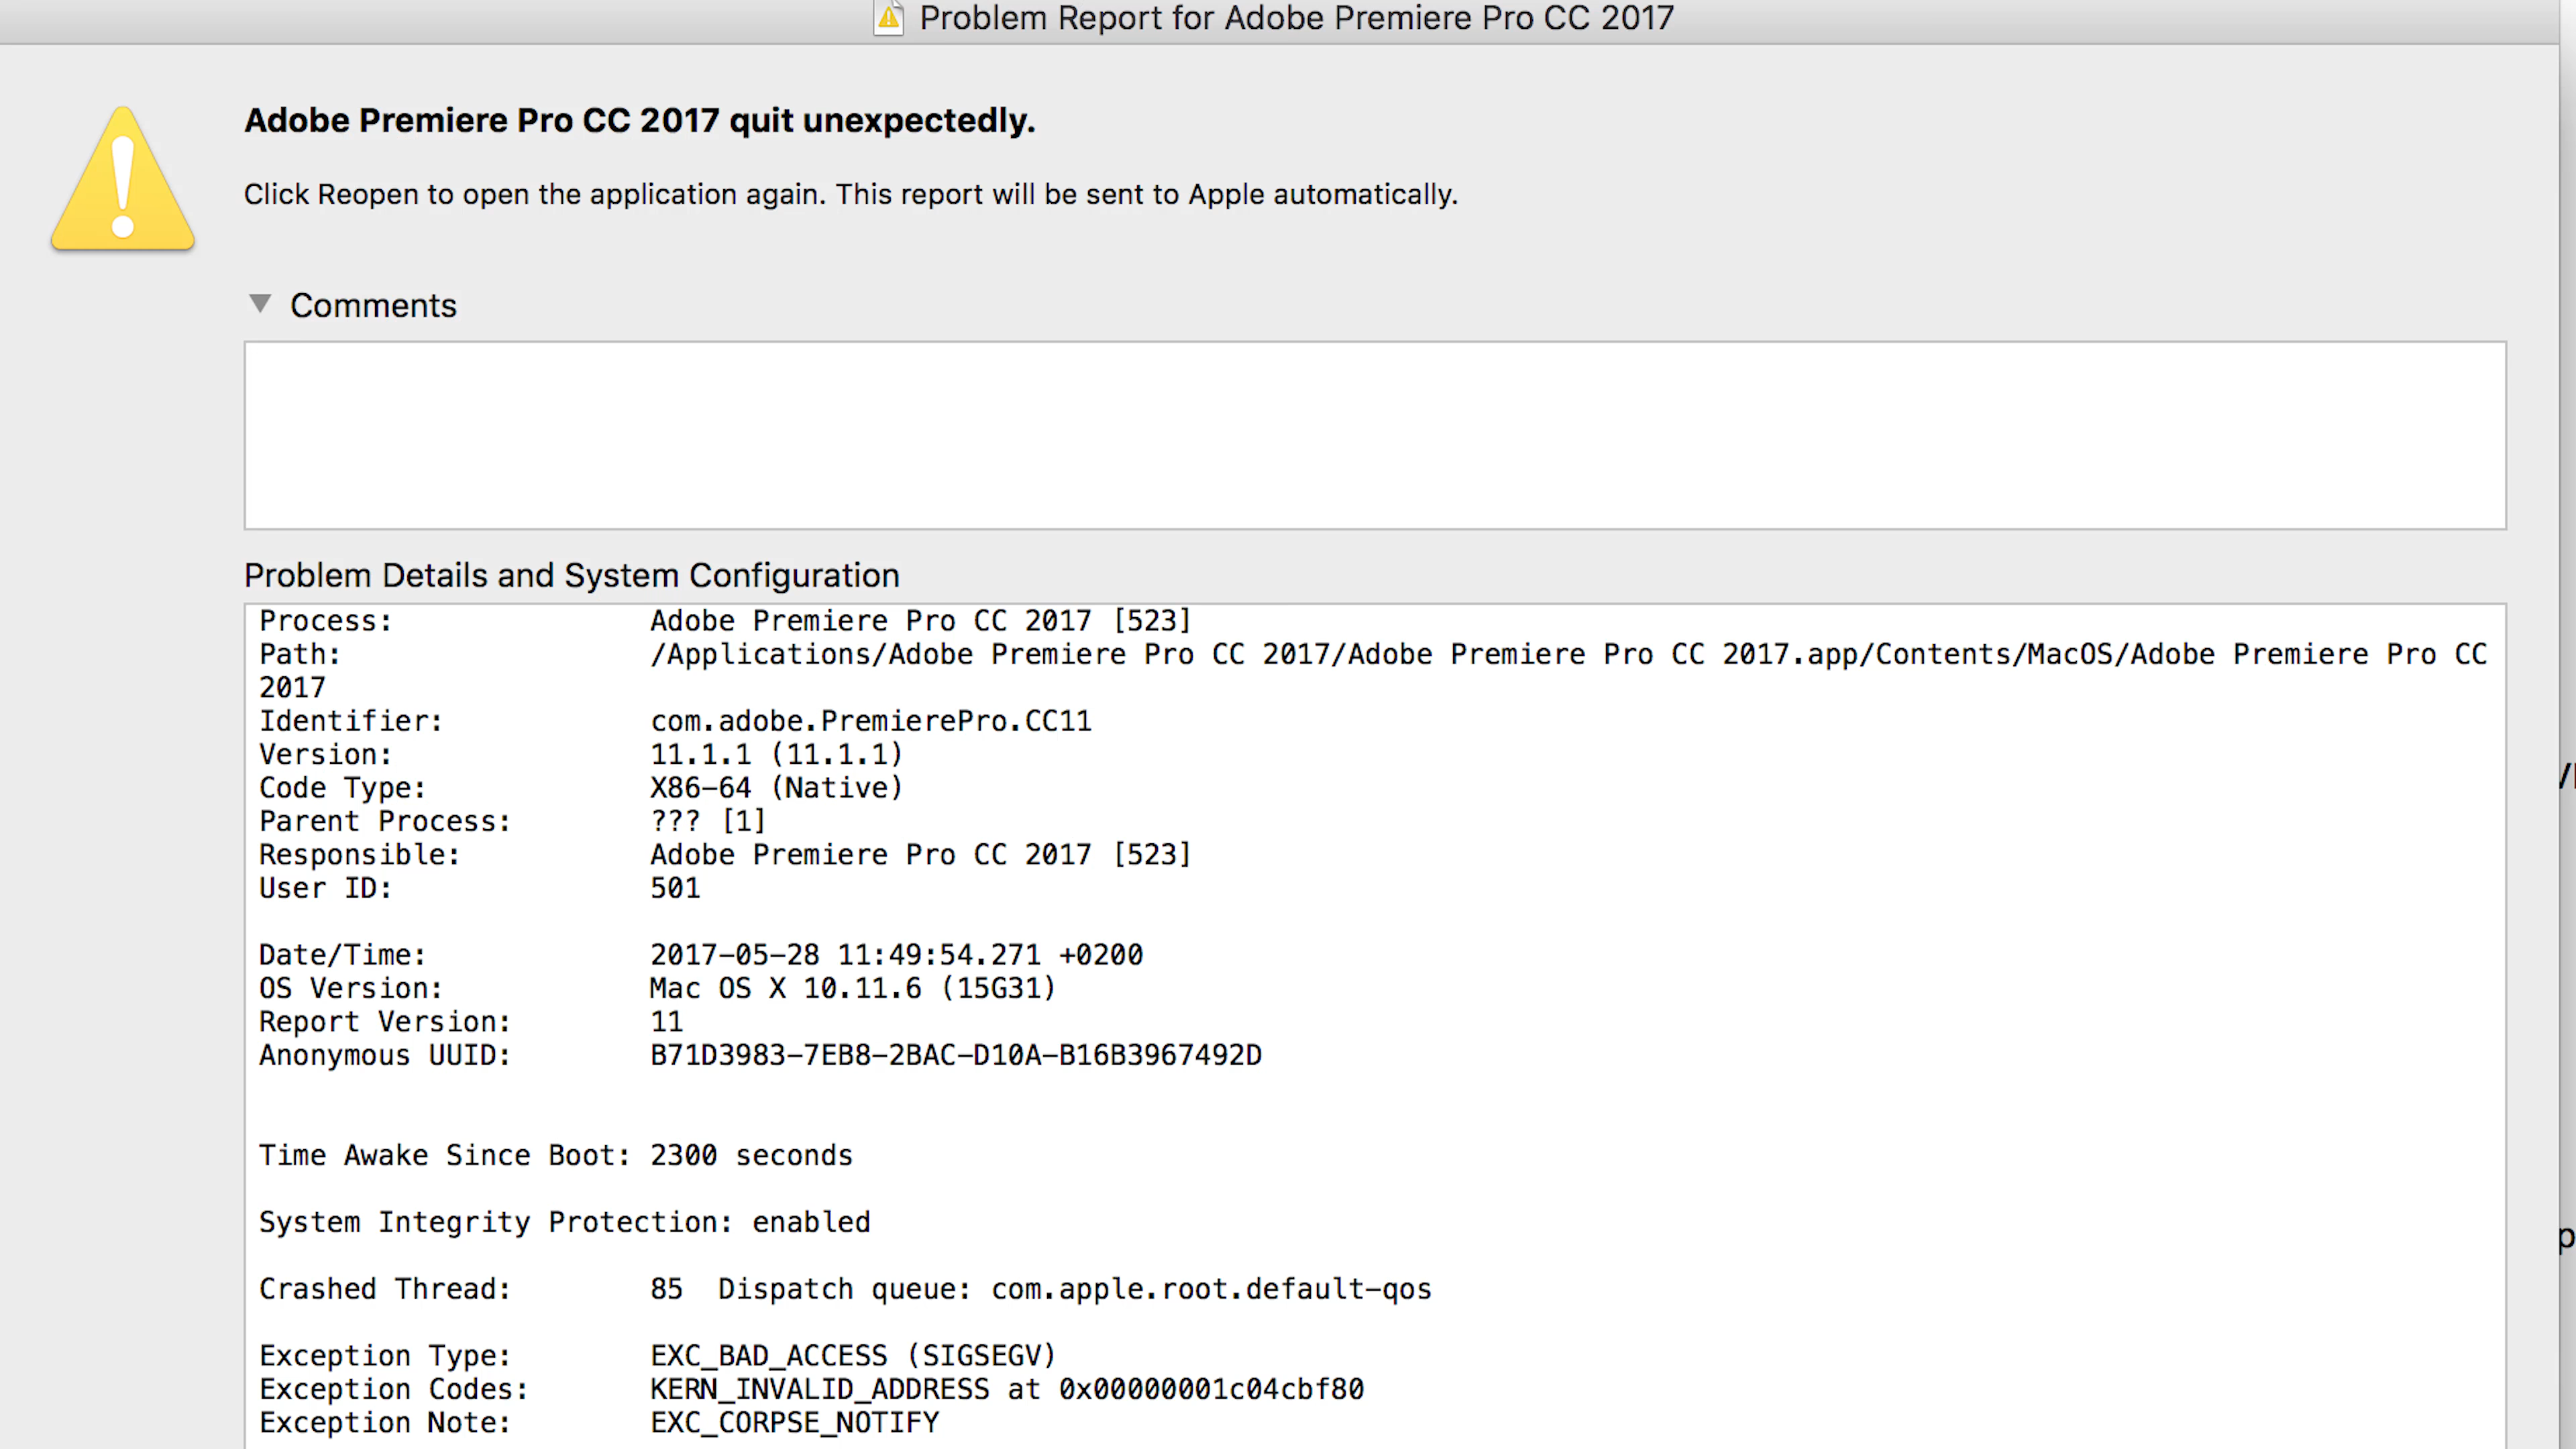 Problem Report for Adobe Premiere Pro CC 2017
Adobe Premiere Pro CC 2017 quit unexpectedly.
Click Reopen to open the application again. This report will be sent to Apple automatically.
Comments
Problem Details and System Configuration
Process: Adobe Premiere Pro CC 2017 [523]
Path: /Applications/Adobe Premiere Pro CC 2017/Adobe Premiere Pro CC 2017.app/Contents/MacOS/Adobe Premiere Pro CC
2017
Identifier: com.adobe.PremierePro.CC11
Version: 11.1.1 (11.1.1)
Code Type: X86-64 (Native)
Parent Process: ??? [1]
Responsible: Adobe Premiere Pro CC 2017 [523]
User ID: 501
Date/Time: 2017-05-28 11:49:54.271 +0200
OS Version: Mac OS X 10.11.6 (15G31)
Report Version: 11
Anonymous UUID: B71D3983-7EB8-2BAC-D10A-B16B3967492D
Time Awake Since Boot: 2300 seconds
System Integrity Protection: enabled
Crashed Thread: 85 Dispatch queue: com.apple.root.default-qos
Exception Type: EXC_BAD_ACCESS (SIGSEGV)
Exception Codes: KERN_INVALID_ADDRESS at 0x00000001c04cbf80
Exception Note: EXC_CORPSE_NOTIFY